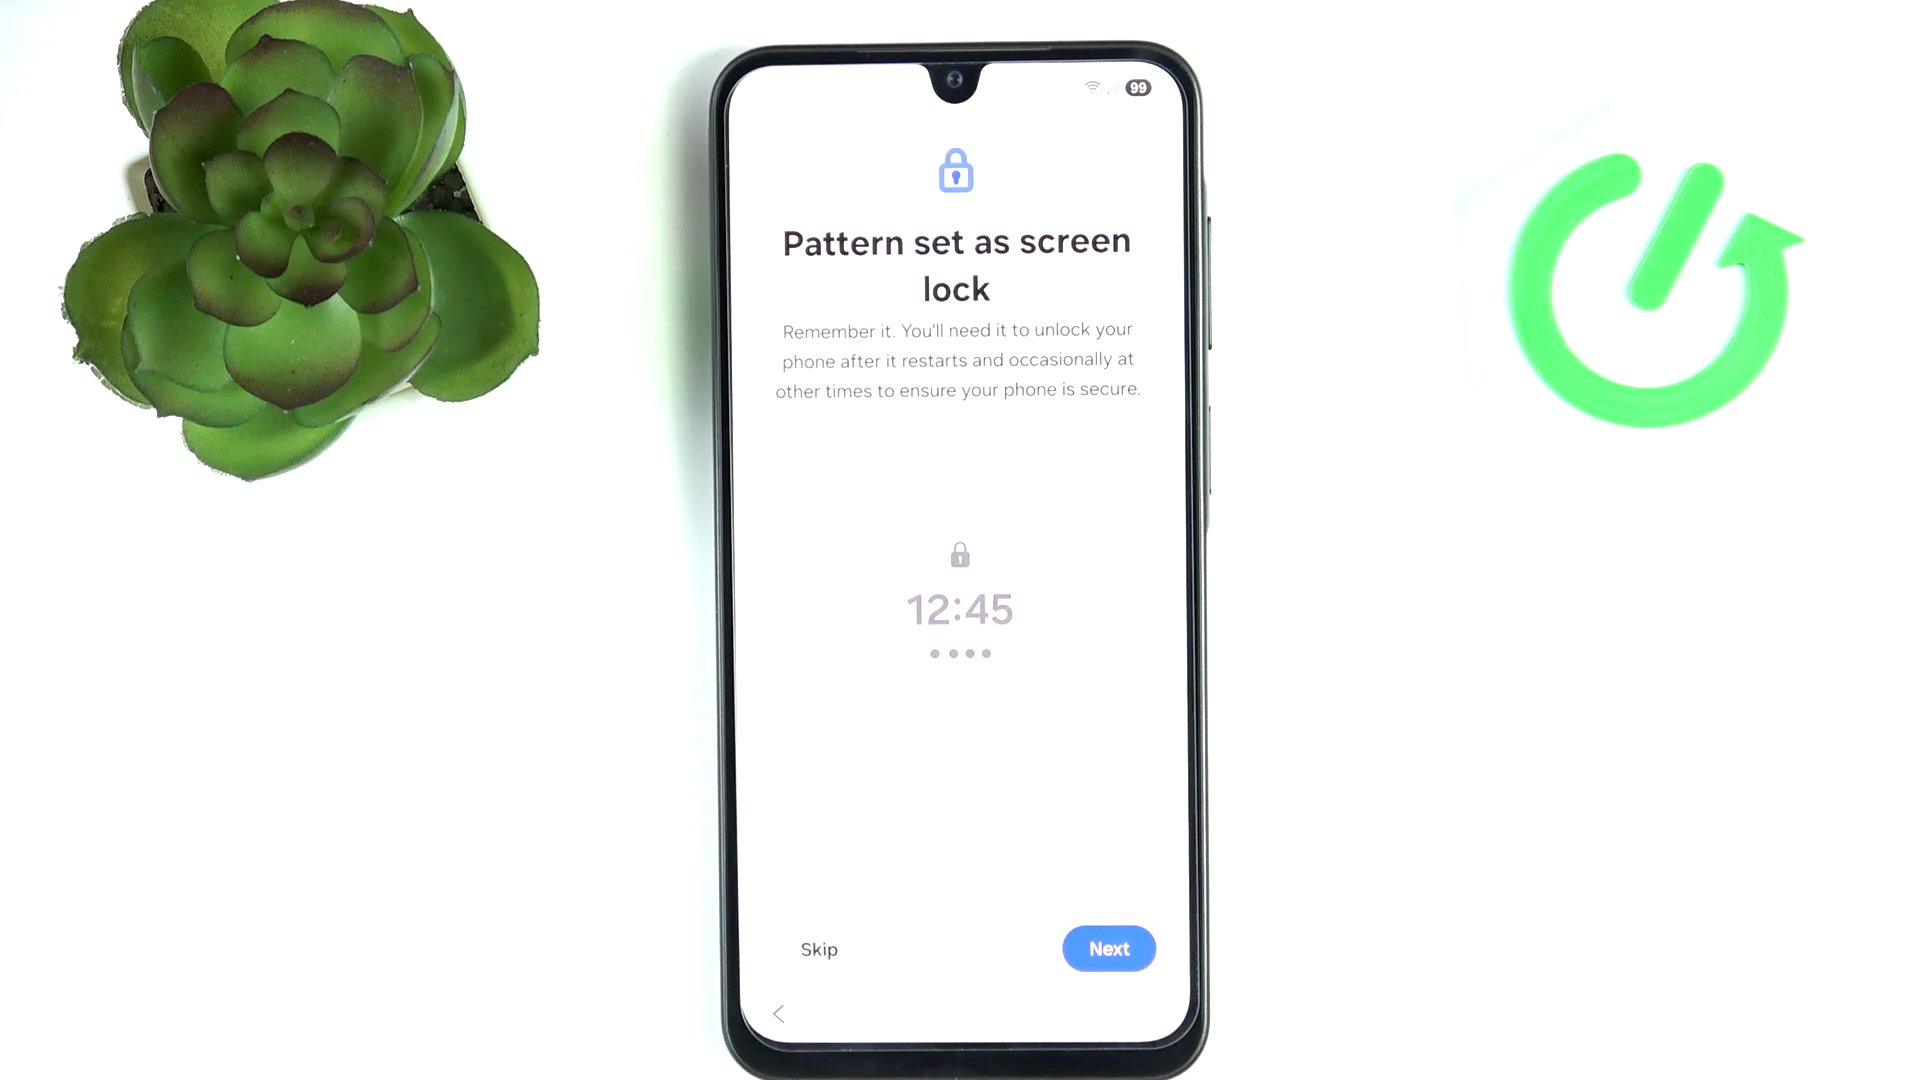 99
Pattern set as screen
lock
Remember it. You'll need it to unlock your
phone after it restarts and occasionally at
other times to ensure your phone is secure.
12:45
Skip
Next